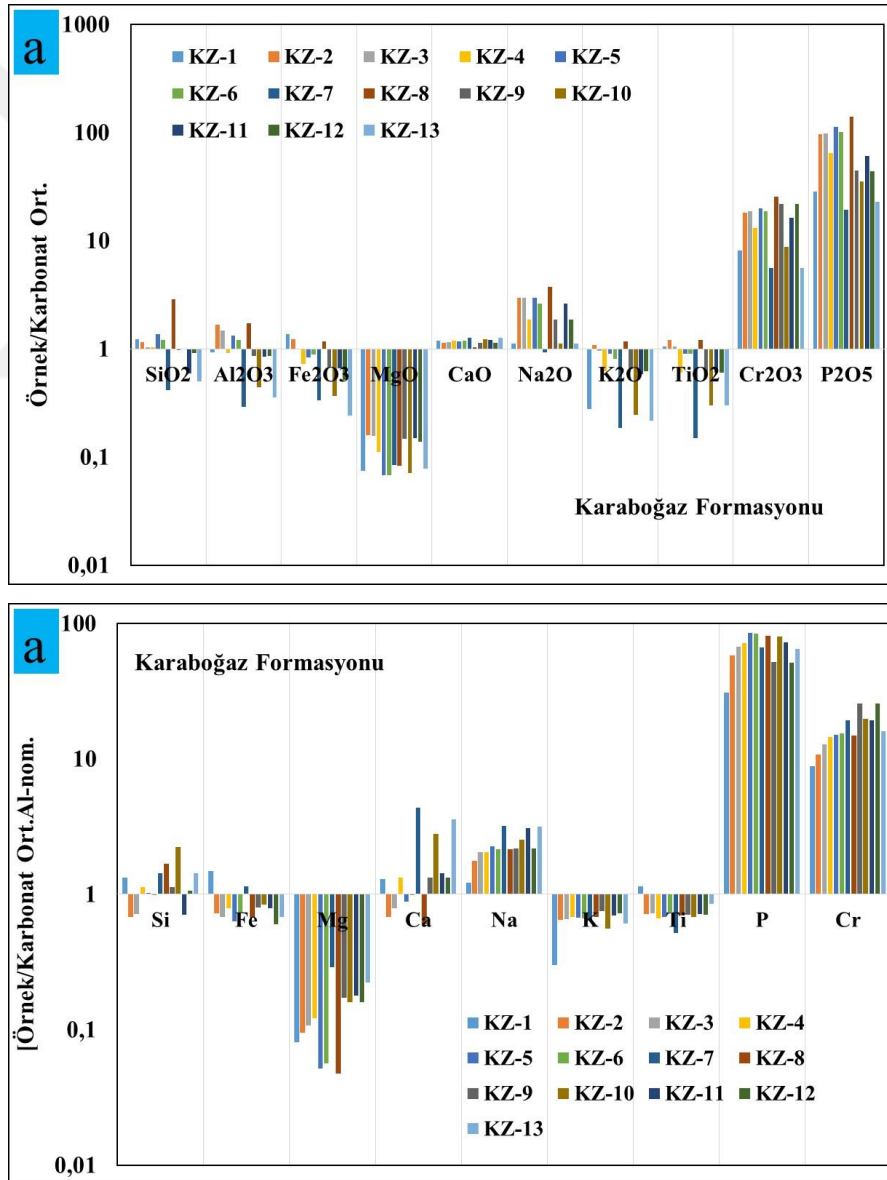 a
1000
100
10
1
0,1
0,01
Örnek/Karbonat Ort.
KZ-1 KZ-2 KZ-3 KZ-4 KZ-5
KZ-6 KZ-7 KZ-8 KZ-9 KZ-10
KZ-11 KZ-12 KZ-13
SiO2 Al2O3 Fe2O3 MgO CaO Na2O K2O TiO2 Cr2O3 P2O5
Karaboğaz Formasyonu
a
100
10
1
0,1
0,01
[Örnek/Karbonat Ort.Al-nom.
Karaboğaz Formasyonu
Si Fe Mg Ca Na K Ti P Cr
KZ-1 KZ-2 KZ-3 KZ-4
KZ-5 KZ-6 KZ-7 KZ-8
KZ-9 KZ-10 KZ-11 KZ-12
KZ-13